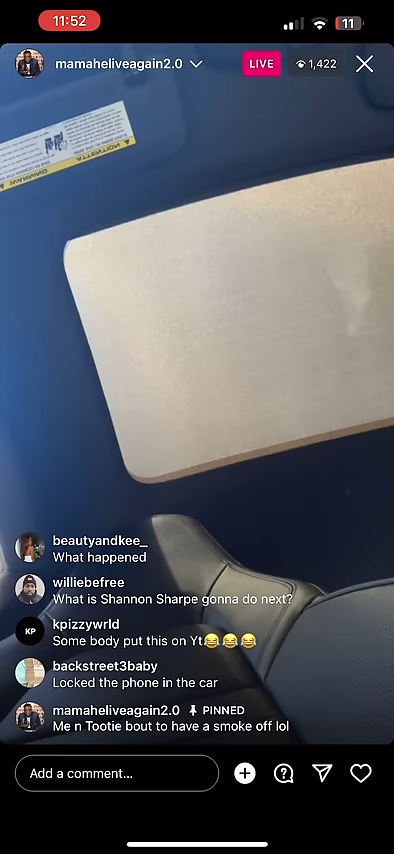 11:52
11
mamaheliveagain2.0
LIVE
1,422
WARNING
ATTENTION
beautyandkee_
What happened
williebefree
What is Shannon Sharpe gonna do next?
KP
kpizzywrld
Some body put this on Yt😂😂😂
backstreet3baby
Locked the phone in the car
mamaheliveagain2.0 PINNED
Me n Tootie bout to have a smoke off lol
Add a comment...